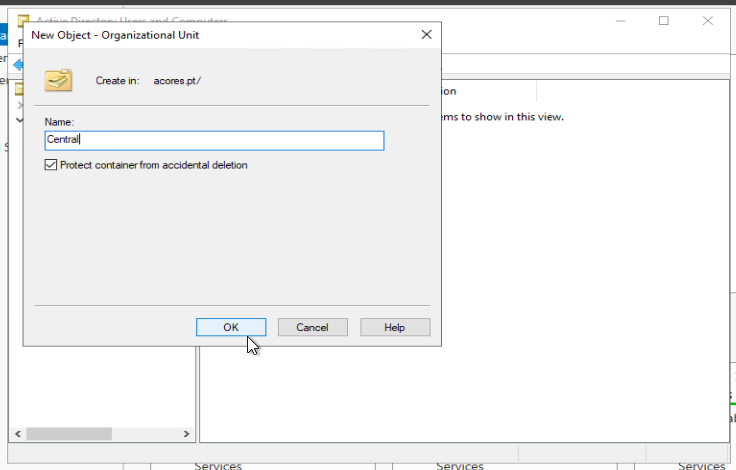 Active Directory Users and Computers
New Object - Organizational Unit
Create in: acores.pt/
ion
Name:
ems to show in this view.
Central
Protect container from accidental deletion
OK Cancel Help
Services Services Services